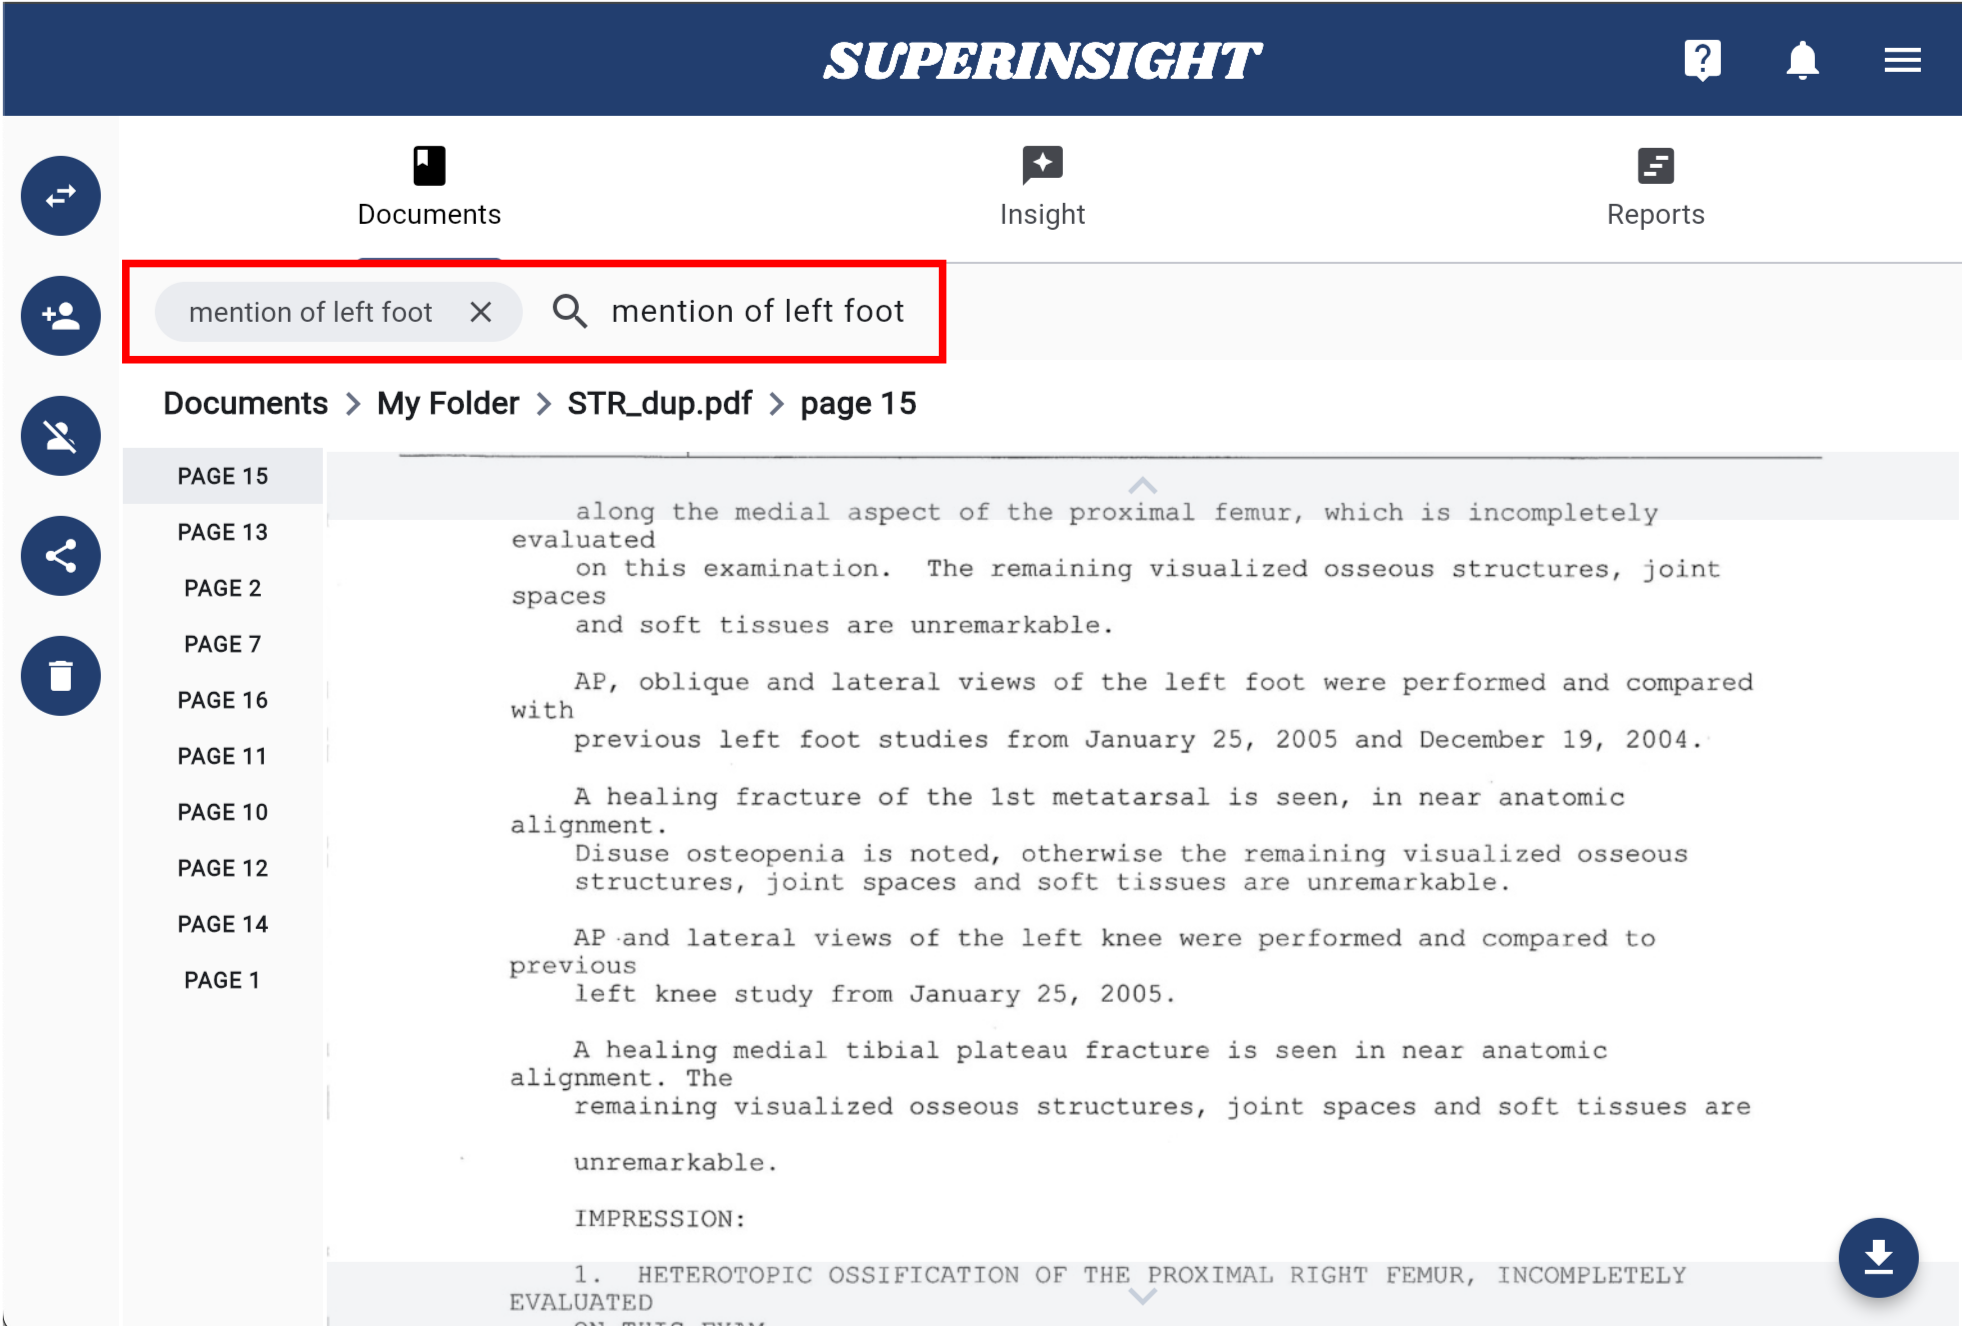 SUPERINSIGHT
Documents
Insight
Reports
mention of left foot
mention of left foot
Documents > My Folder > STR_dup.pdf > page 15
PAGE 15
PAGE 13
PAGE 2
PAGE 7
PAGE 16
PAGE 11
PAGE 10
PAGE 12
PAGE 14
PAGE 1
along the medial aspect of the proximal femur, which is incompletely
evaluated
on this examination. The remaining visualized osseous structures, joint
spaces
and soft tissues are unremarkable.
AP, oblique and lateral views of the left foot were performed and compared
with
previous left foot studies from January 25, 2005 and December 19, 2004.
A healing fracture of the 1st metatarsal is seen, in near anatomic
alignment.
Disuse osteopenia is noted, otherwise the remaining visualized osseous
structures, joint spaces and soft tissues are unremarkable.
AP and lateral views of the left knee were performed and compared to
previous
left knee study from January 25, 2005.
A healing medial tibial plateau fracture is seen in near anatomic
alignment. The
remaining visualized osseous structures, joint spaces and soft tissues are
unremarkable.
IMPRESSION:
1. HETEROTOPIC OSSIFICATION OF THE PROXIMAL RIGHT FEMUR, INCOMPLETELY
EVALUATED
ON THIS EXAM